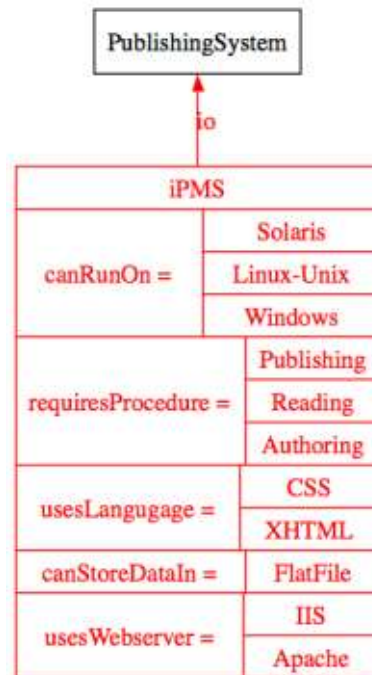 PublishingSystem
io
iPMS
canRunOn =
Solaris
Linux-Unix
Windows
requiresProcedure =
Publishing
Reading
Authoring
usesLangugage =
CSS
XHTML
canStoreDataIn =
FlatFile
usesWebserver =
IIS
Apache